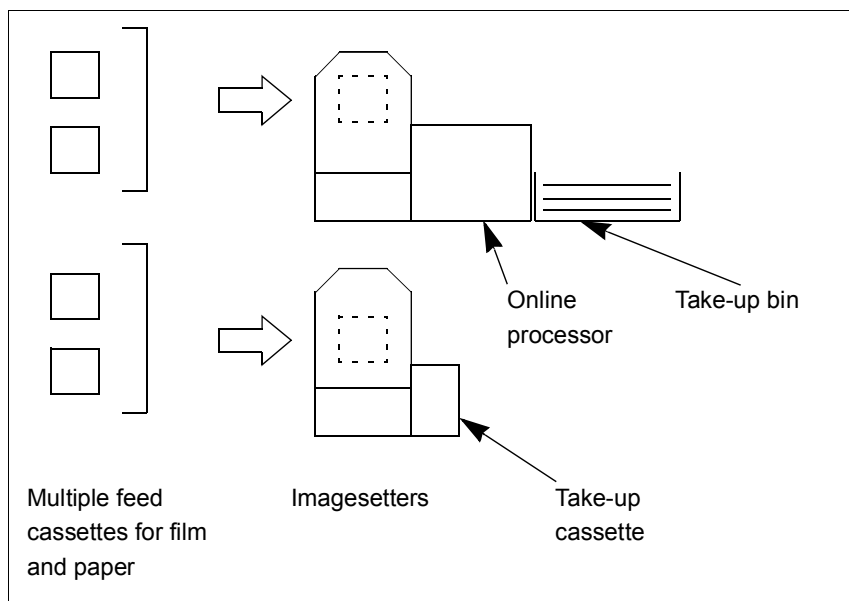 Online
processor
Take-up bin
Multiple feed
cassettes for film
and paper
Imagesetters
Take-up
cassette